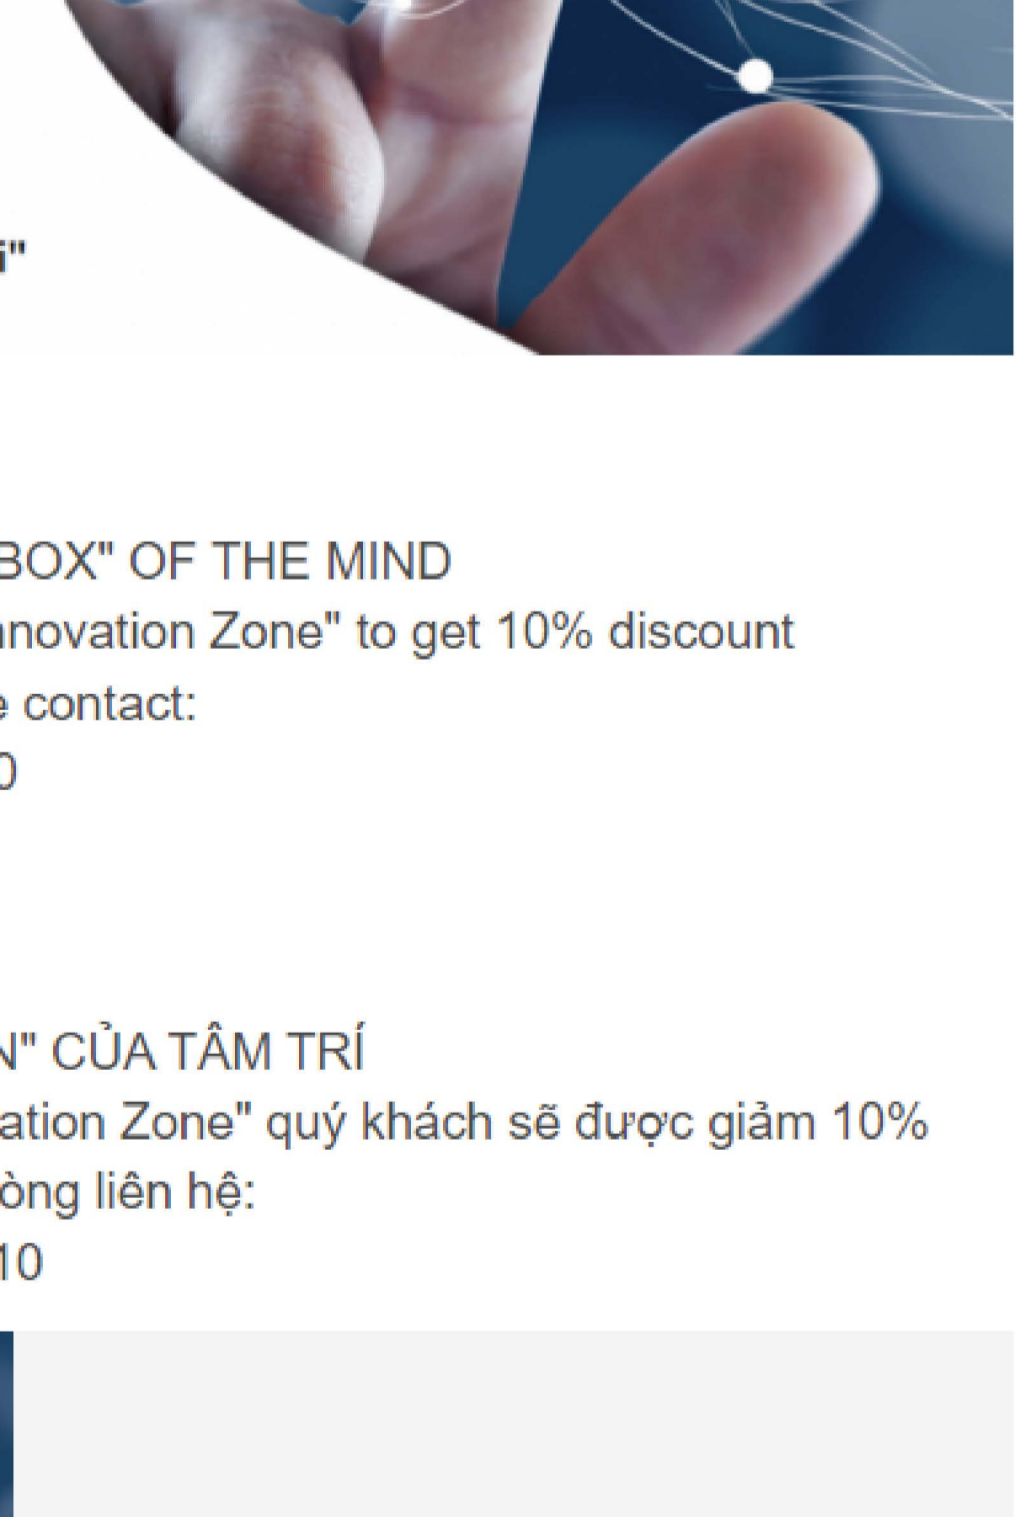 i"
BOX" OF THE MIND
nnovation Zone" to get 10% discount
e contact:
0
N" CỦA TÂM TRÍ
ation Zone" quý khách sẽ được giảm 10%
òng liên hệ:
10